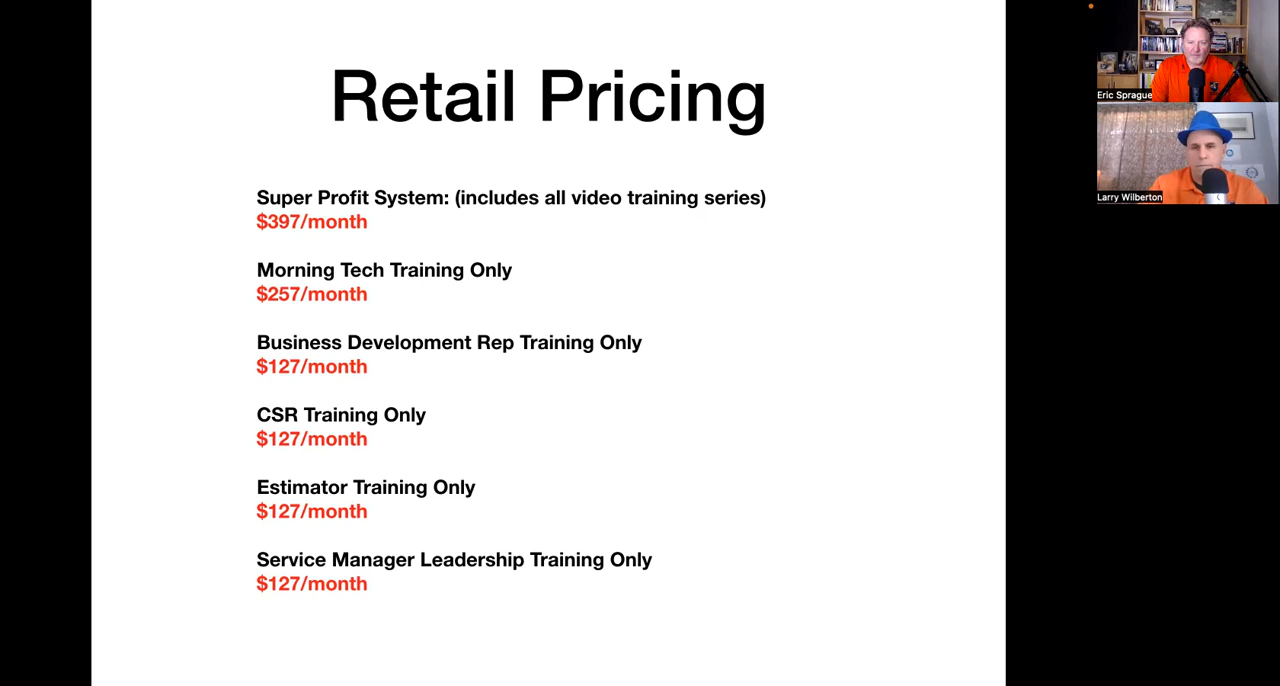 Retail Pricing
Super Profit System: (includes all video training series)
$397/month
Morning Tech Training Only
$257/month
Business Development Rep Training Only
$127/month
CSR Training Only
$127/month
Estimator Training Only
$127/month
Service Manager Leadership Training Only
$127/month
Eric Sprague
Larry Wilberton